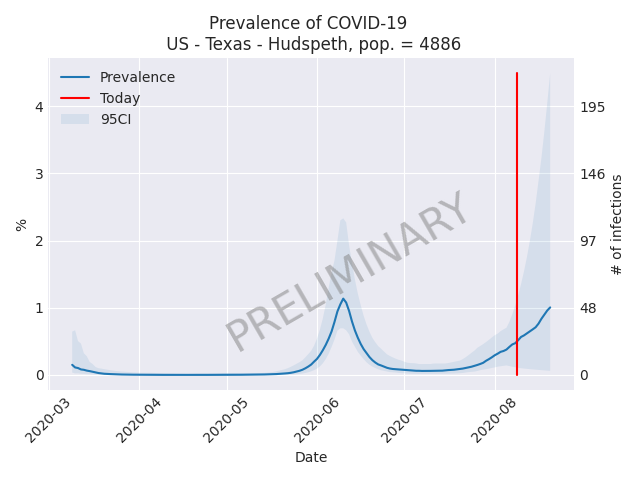 Prevalence of COVID-19
US - Texas - Hudspeth, pop. = 4886
Prevalence
Today
95CI
PRELIMINARY
%
4
3
2
1
0
# of infections
195
146
97
48
0
2020-03
2020-04
2020-05
2020-06
2020-07
2020-08
Date